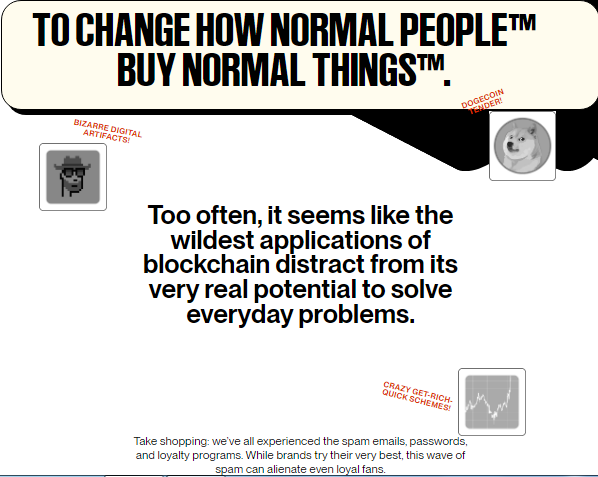 TO CHANGE HOW NORMAL PEOPLE™
BUY NORMAL THINGS™.
DOGECOIN
TENDER!
BIZARRE DIGITAL
ARTIFACTS!
Too often, it seems like the
wildest applications of
blockchain distract from its
very real potential to solve
everyday problems.
CRAZY GET-RICH-
QUICK SCHEMES!
Take shopping: we've all experienced the spam emails, passwords,
and loyalty programs. While brands try their very best, this wave of
spam can alienate even loyal fans.